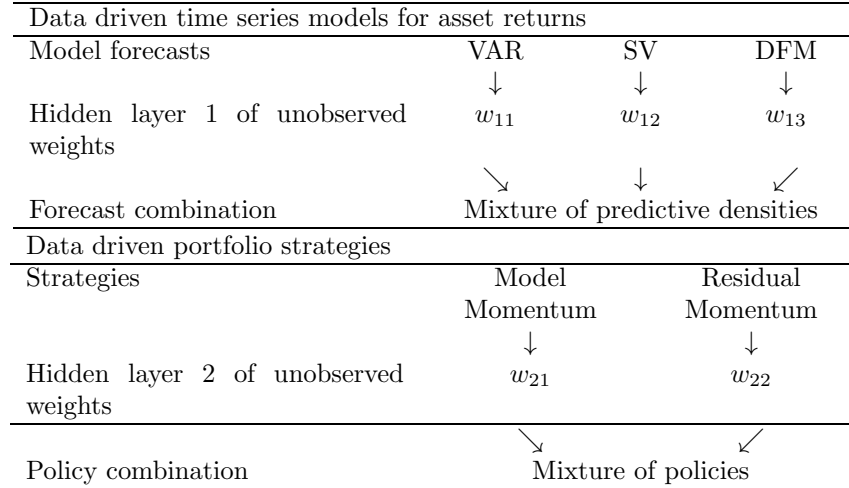 Data driven time series models for asset returns
Model forecasts VAR SV DFM
↓ ↓ ↓
Hidden layer 1 of unobserved w₁₁ w₁₂ w₁₃
weights
↘ ↓ ↙
Forecast combination Mixture of predictive densities
Data driven portfolio strategies
Strategies Model Residual
Momentum Momentum
↓ ↓
Hidden layer 2 of unobserved w₂₁ w₂₂
weights
↘ ↙
Policy combination Mixture of policies